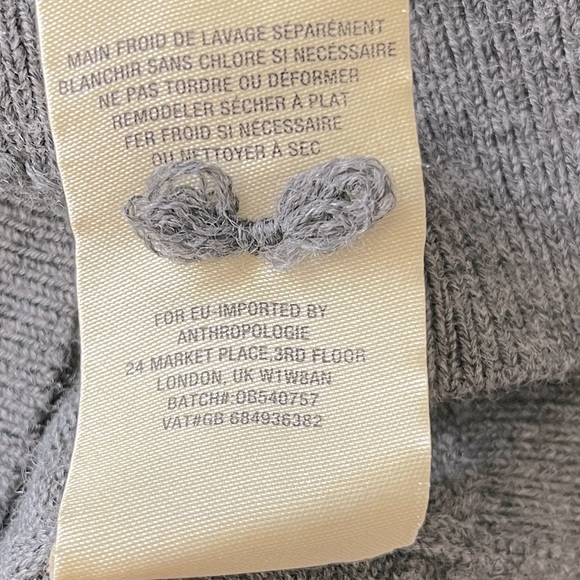 MAIN FROID DE LAVAGE SÉPARÉMENT
BLANCHIR SANS CHLORE SI NÉCESSAIRE
NE PAS TORDRE OU DÉFORMER
REMODELER SÉCHER À PLAT
FER FROID SI NÉCESSAIRE
OU NETTOYER À SEC
FOR EU-IMPORTED BY
ANTHROPOLOGIE
24 MARKET PLACE,3RD FLOOR
LONDON, UK W1W8AN
BATCH#:OB540757
VAT#GB 684936382